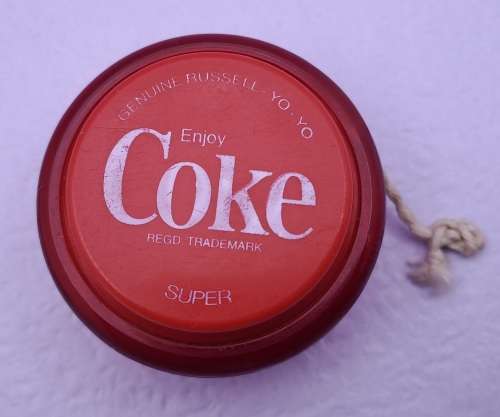 GENUINE RUSSELL·YO·YO
Enjoy
Coke
REGD TRADEMARK
SUPER